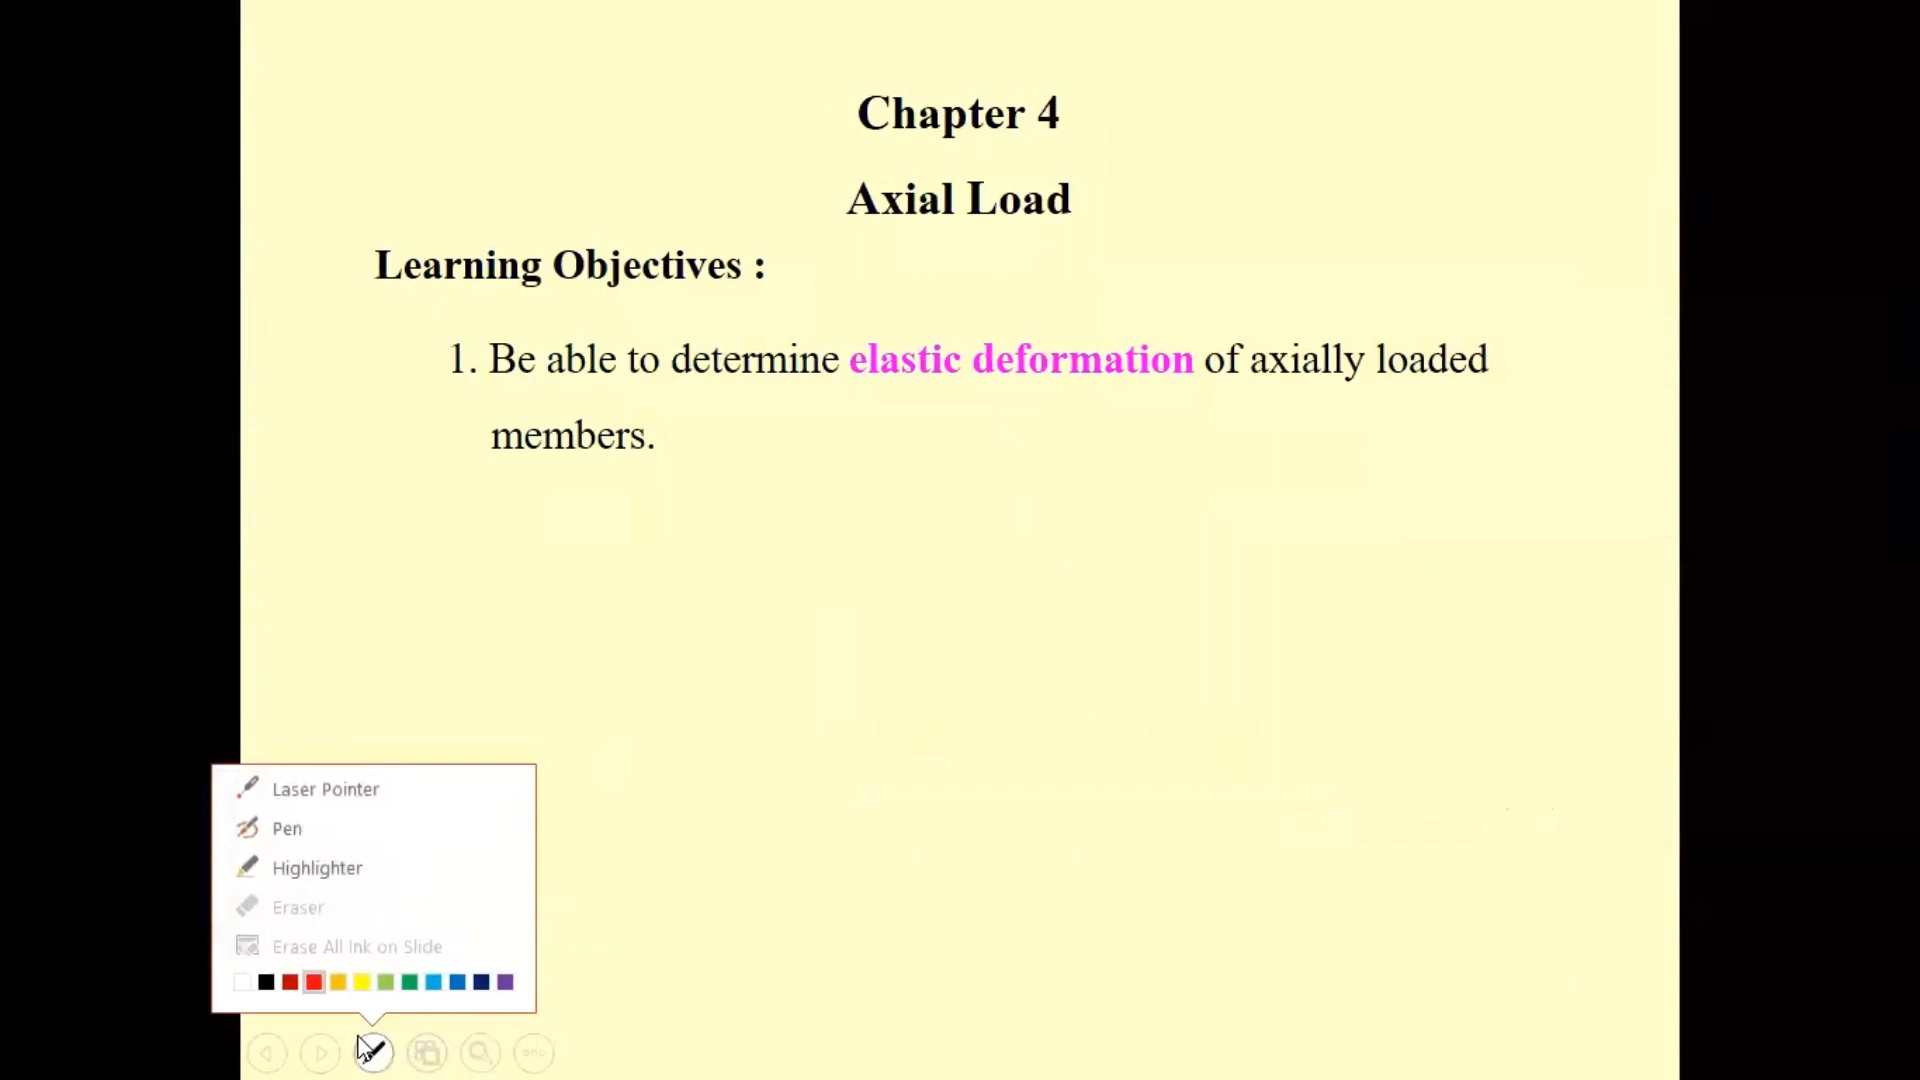 Chapter 4
Axial Load
Learning Objectives :
1. Be able to determine elastic deformation of axially loaded
members.
Laser Pointer
Pen
Highlighter
Eraser
Erase All Ink on Slide